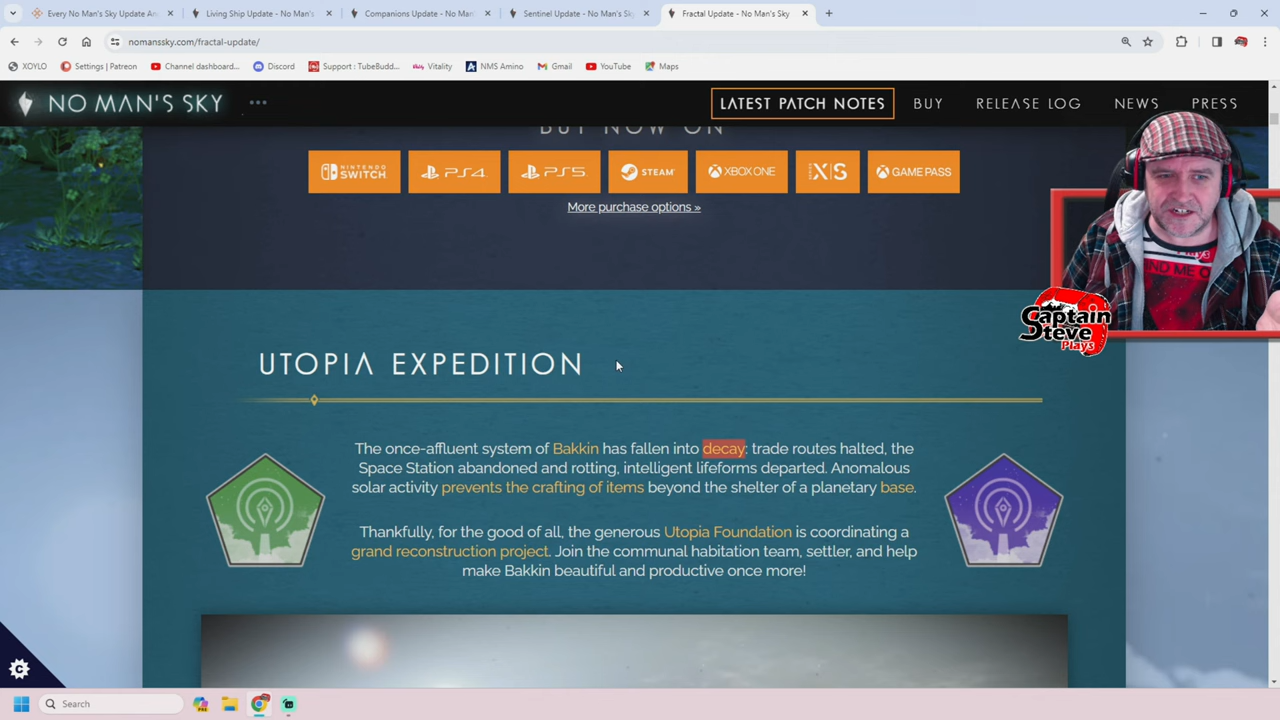 Every No Man's Sky Update An
Living Ship Update - No Man's S
Companions Update - No Man'
Sentinel Update - No Man's Sky
Fractal Update - No Man's Sky
nomanssky.com/fractal-update/
XOYLO
Settings | Patreon
Channel dashboard...
Discord
Support : TubeBudd...
Vitality
NMS Amino
Gmail
YouTube
Maps
NO MAN'S SKY
LATEST PATCH NOTES
BUY
RELEASE LOG
NEWS
PRESS
BUY NOW ON
NINTENDO SWITCH
PS4
PS5
STEAM
XBOX ONE
X|S
GAME PASS
More purchase options »
Captain
Steve
Plays
UTOPIA EXPEDITION
The once-affluent system of Bakkin has fallen into decay: trade routes halted, the
Space Station abandoned and rotting, intelligent lifeforms departed. Anomalous
solar activity prevents the crafting of items beyond the shelter of a planetary base.
Thankfully, for the good of all, the generous Utopia Foundation is coordinating a
grand reconstruction project. Join the communal habitation team, settler, and help
make Bakkin beautiful and productive once more!
Search